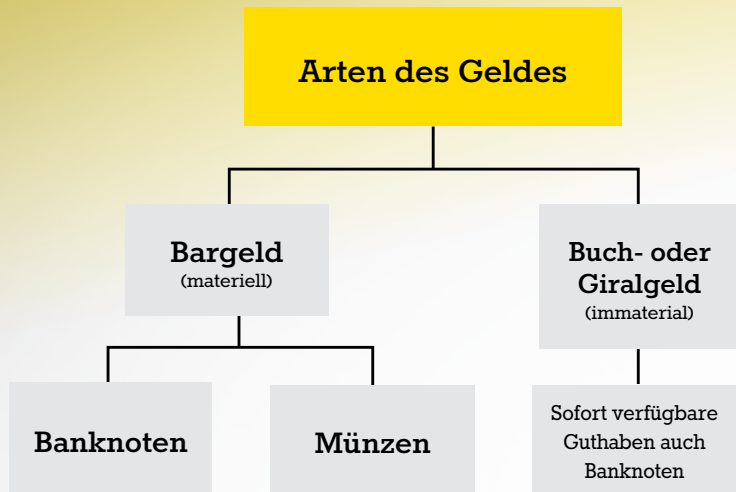 Arten des Geldes
Bargeld
(materiell)
Buch- oder
Giralgeld
(immaterial)
Banknoten
Münzen
Sofort verfügbare
Guthaben auch
Banknoten